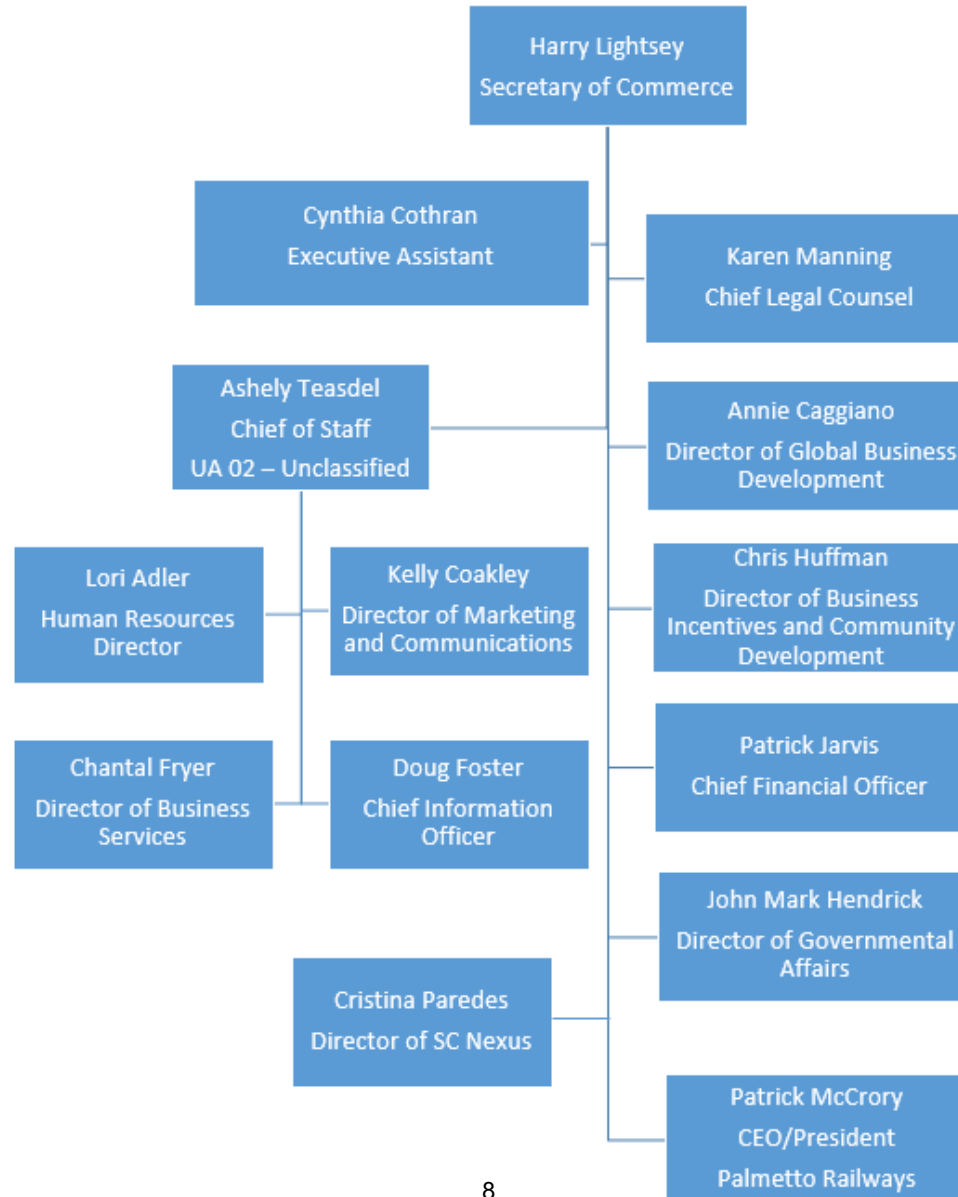 Harry Lightsey
Secretary of Commerce
Cynthia Cothran
Executive Assistant
Karen Manning
Chief Legal Counsel
Ashely Teasdel
Chief of Staff
UA 02 – Unclassified
Annie Caggiano
Director of Global Business
Development
Lori Adler
Human Resources
Director
Kelly Coakley
Director of Marketing
and Communications
Chris Huffman
Director of Business
Incentives and Community
Development
Chantal Fryer
Director of Business
Services
Doug Foster
Chief Information
Officer
Patrick Jarvis
Chief Financial Officer
John Mark Hendrick
Director of Governmental
Affairs
Cristina Paredes
Director of SC Nexus
Patrick McCrory
CEO/President
Palmetto Railways
8